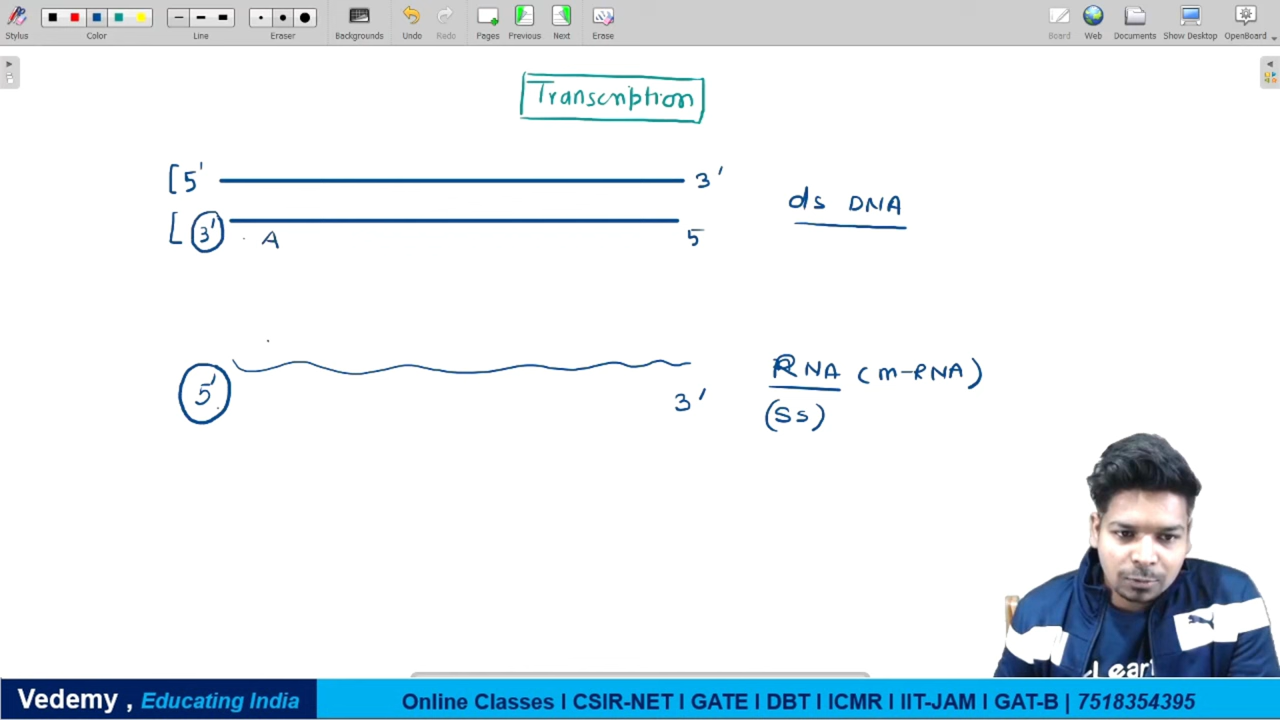 Stylus
Color
Line
Eraser
Backgrounds
Undo
Redo
Pages
Previous
Next
Erase
Board
Web
Documents
Show Desktop
OpenBoard
Transcription
[5' 3'
ds DNA
[3' 5
A
5' 3'
RNA (m-RNA)
(Ss)
Learn
Vedemy , Educating India
Online Classes I CSIR-NET I GATE I DBT I ICMR I IIT-JAM I GAT-B | 7518354395